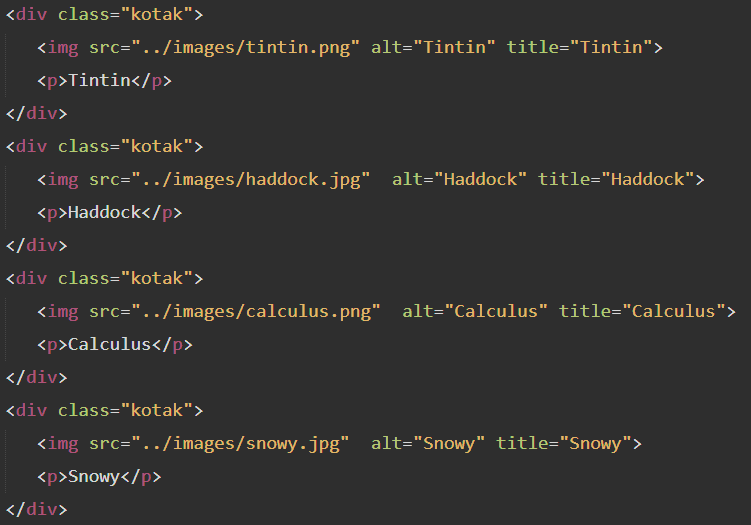 <div class="kotak">
   <img src="../images/tintin.png" alt="Tintin" title="Tintin">
   <p>Tintin</p>
</div>
<div class="kotak">
   <img src="../images/haddock.jpg"  alt="Haddock" title="Haddock">
   <p>Haddock</p>
</div>
<div class="kotak">
   <img src="../images/calculus.png"  alt="Calculus" title="Calculus">
   <p>Calculus</p>
</div>
<div class="kotak">
   <img src="../images/snowy.jpg"  alt="Snowy" title="Snowy">
   <p>Snowy</p>
</div>